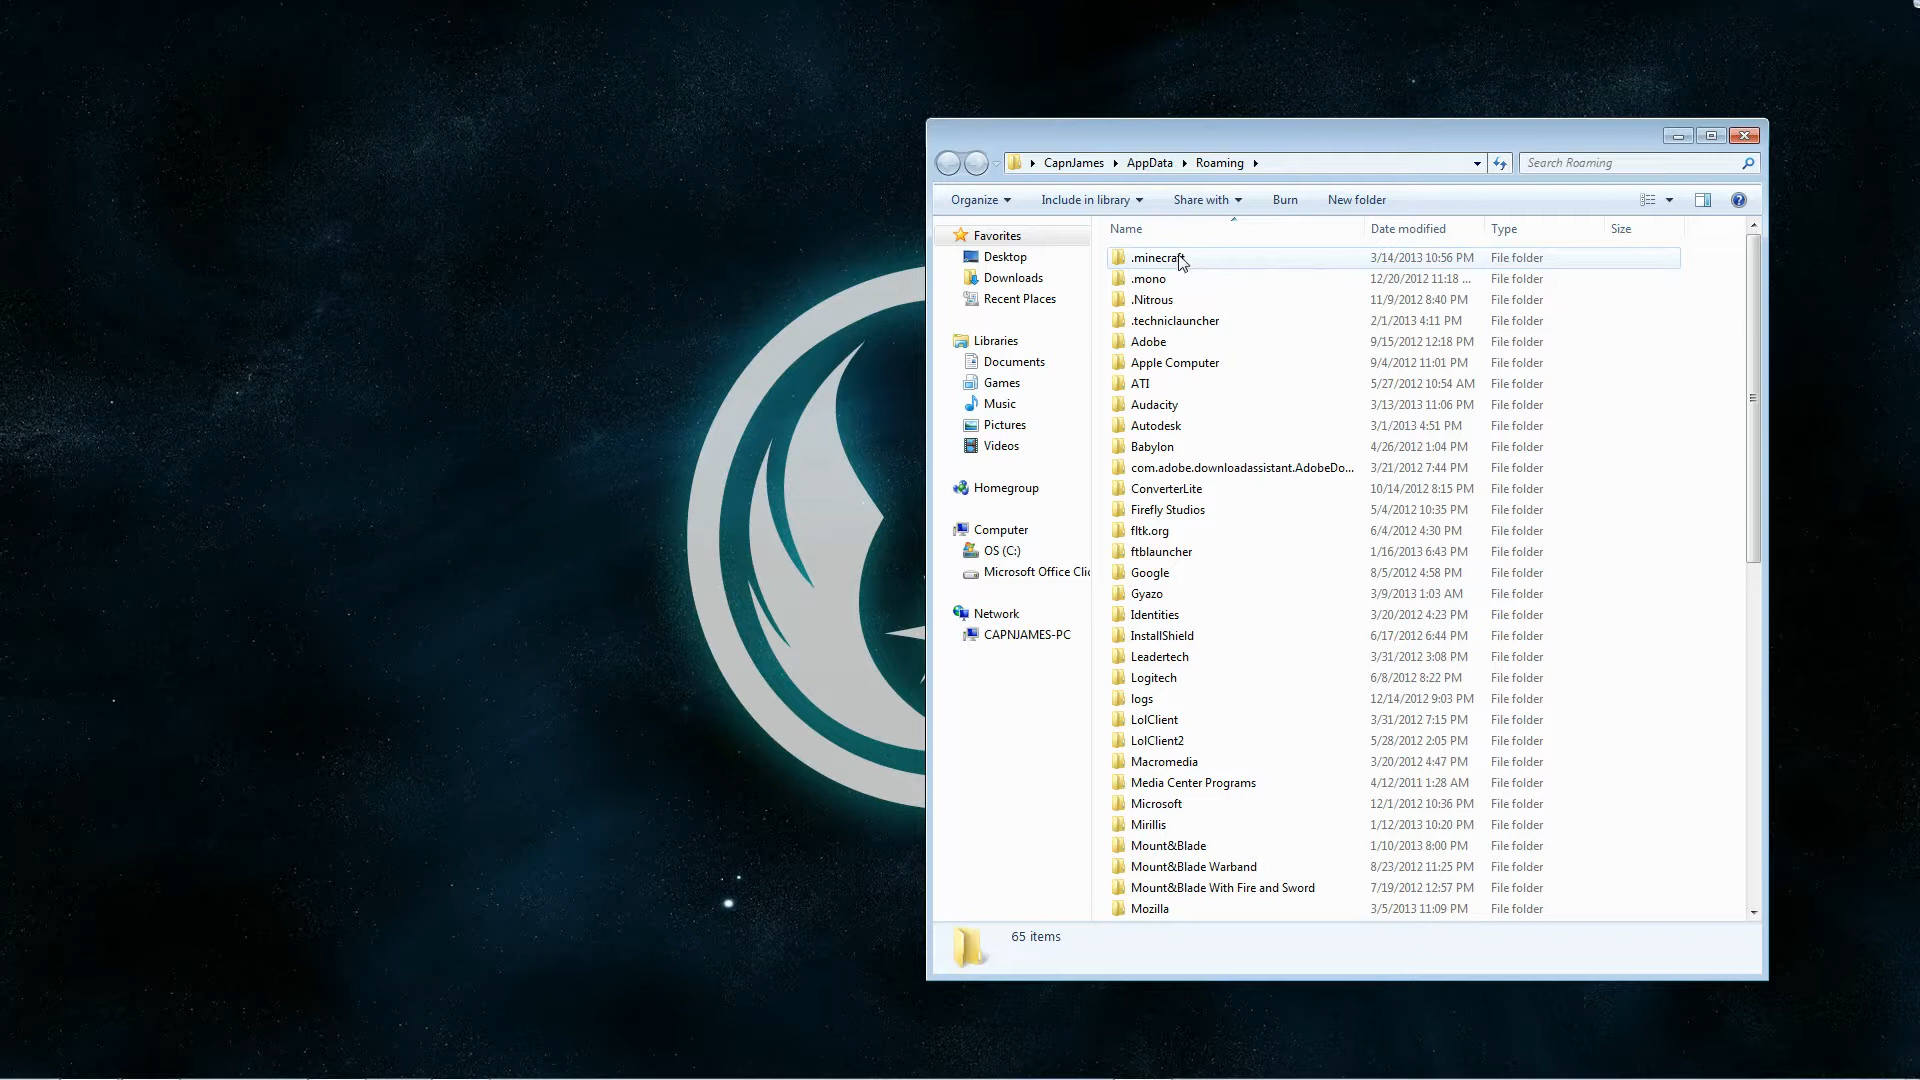 CapnJames AppData Roaming
Search Roaming
Organize Include in library Share with Burn New folder
Name Date modified Type Size
Favorites
Desktop
Downloads
Recent Places
Libraries
Documents
Games
Music
Pictures
Videos
Homegroup
Computer
OS (C:)
Microsoft Office Clic
Network
CAPNJAMES-PC
.minecraft 3/14/2013 10:56 PM File folder
.mono 12/20/2012 11:18 ... File folder
.Nitrous 11/9/2012 8:40 PM File folder
.techniclauncher 2/1/2013 4:11 PM File folder
Adobe 9/15/2012 12:18 PM File folder
Apple Computer 9/4/2012 11:01 PM File folder
ATI 5/27/2012 10:54 AM File folder
Audacity 3/13/2013 11:06 PM File folder
Autodesk 3/1/2013 4:51 PM File folder
Babylon 4/26/2012 1:04 PM File folder
com.adobe.downloadassistant.AdobeDo... 3/21/2012 7:44 PM File folder
ConverterLite 10/14/2012 8:15 PM File folder
Firefly Studios 5/4/2012 10:35 PM File folder
fltk.org 6/4/2012 4:30 PM File folder
ftblauncher 1/16/2013 6:43 PM File folder
Google 8/5/2012 4:58 PM File folder
Gyazo 3/9/2013 1:03 AM File folder
Identities 3/20/2012 4:23 PM File folder
InstallShield 6/17/2012 6:44 PM File folder
Leadertech 3/31/2012 3:08 PM File folder
Logitech 6/8/2012 8:22 PM File folder
logs 12/14/2012 9:03 PM File folder
LolClient 3/31/2012 7:15 PM File folder
LolClient2 5/28/2012 2:05 PM File folder
Macromedia 3/20/2012 4:47 PM File folder
Media Center Programs 4/12/2011 1:28 AM File folder
Microsoft 12/1/2012 10:36 PM File folder
Mirillis 1/12/2013 10:20 PM File folder
Mount&Blade 1/10/2013 8:00 PM File folder
Mount&Blade Warband 8/23/2012 11:25 PM File folder
Mount&Blade With Fire and Sword 7/19/2012 12:57 PM File folder
Mozilla 3/5/2013 11:09 PM File folder
65 items